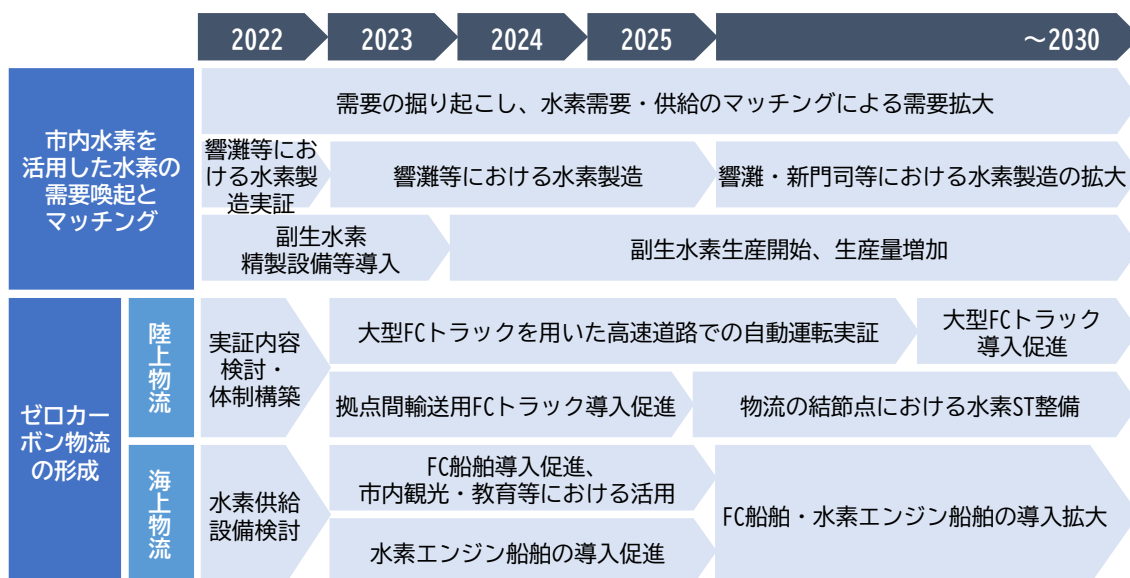 2022
2023
2024
2025
～2030
市内水素を
活用した水素の
需要喚起と
マッチング
需要の掘り起こし、水素需要・供給のマッチングによる需要拡大
響灘等にお
ける水素製
造実証
響灘等における水素製造
響灘・新門司等における水素製造の拡大
副生水素
精製設備等導入
副生水素生産開始、生産量増加
ゼロカー
ボン物流
の形成
陸上物流
実証内容
検討・
体制構築
大型FCトラックを用いた高速道路での自動運転実証
大型FCトラック
導入促進
拠点間輸送用FCトラック導入促進
物流の結節点における水素ST整備
海上物流
水素供給
設備検討
FC船舶導入促進、
市内観光・教育等における活用
水素エンジン船舶の導入促進
FC船舶・水素エンジン船舶の導入拡大